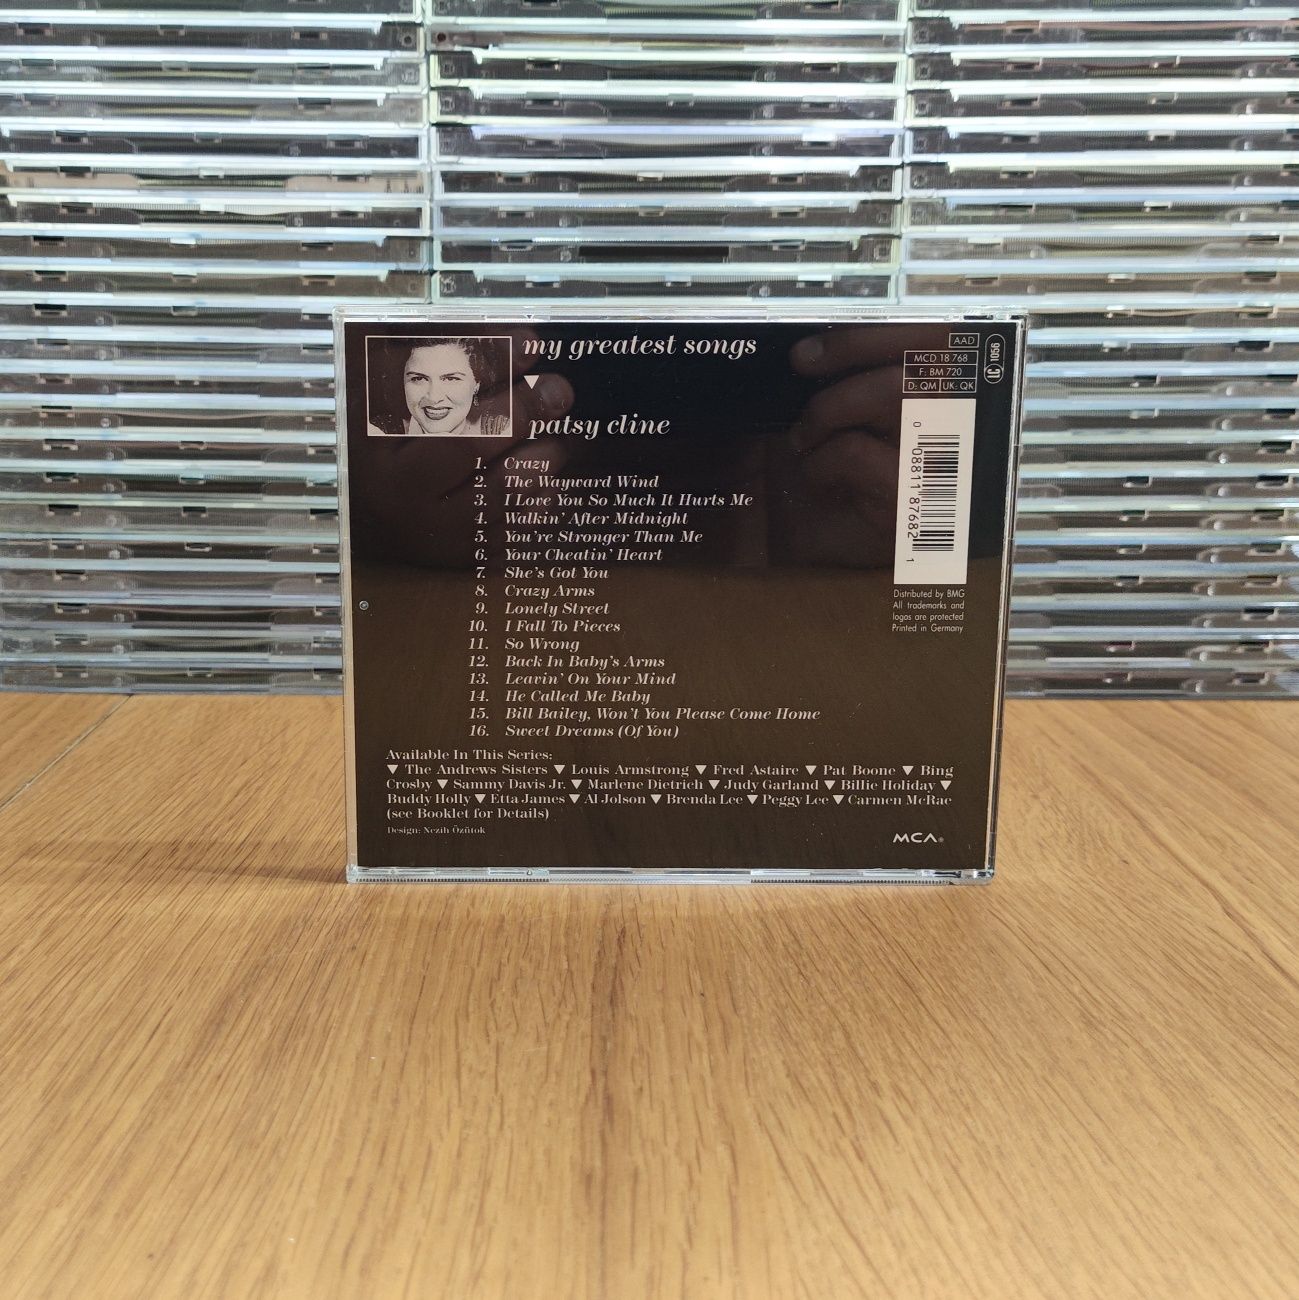 my greatest songs
patsy cline
1. Crazy
2. The Wayward Wind
3. I Love You So Much It Hurts Me
4. Walkin' After Midnight
5. You're Stronger Than Me
6. Your Cheatin' Heart
7. She's Got You
8. Crazy Arms
9. Lonely Street
10. I Fall To Pieces
11. So Wrong
12. Back In Baby's Arms
13. Leavin' On Your Mind
14. He Called Me Baby
15. Bill Bailey, Won't You Please Come Home
16. Sweet Dreams (Of You)
Available In This Series:
▼ The Andrews Sisters ▼ Louis Armstrong ▼ Fred Astaire ▼ Pat Boone ▼ Bing
Crosby ▼ Sammy Davis Jr. ▼ Marlene Dietrich ▼ Judy Garland ▼ Billie Holiday ▼
Buddy Holly ▼ Etta James ▼ Al Jolson ▼ Brenda Lee ▼ Peggy Lee ▼ Carmen McRae
(see Booklet for Details)
Design: Nezih Özütok
AAD
MCD 18 768
F: BM 720
D: QM UK: QK
LC 1056
0 08811 87682 1
Distributed by BMG
All trademarks and
logos are protected
Printed in Germany
MCA®